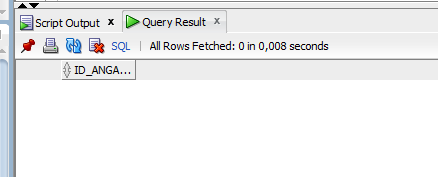 Script Output x Query Result x
SQL | All Rows Fetched: 0 in 0,008 seconds
ID_ANGA...